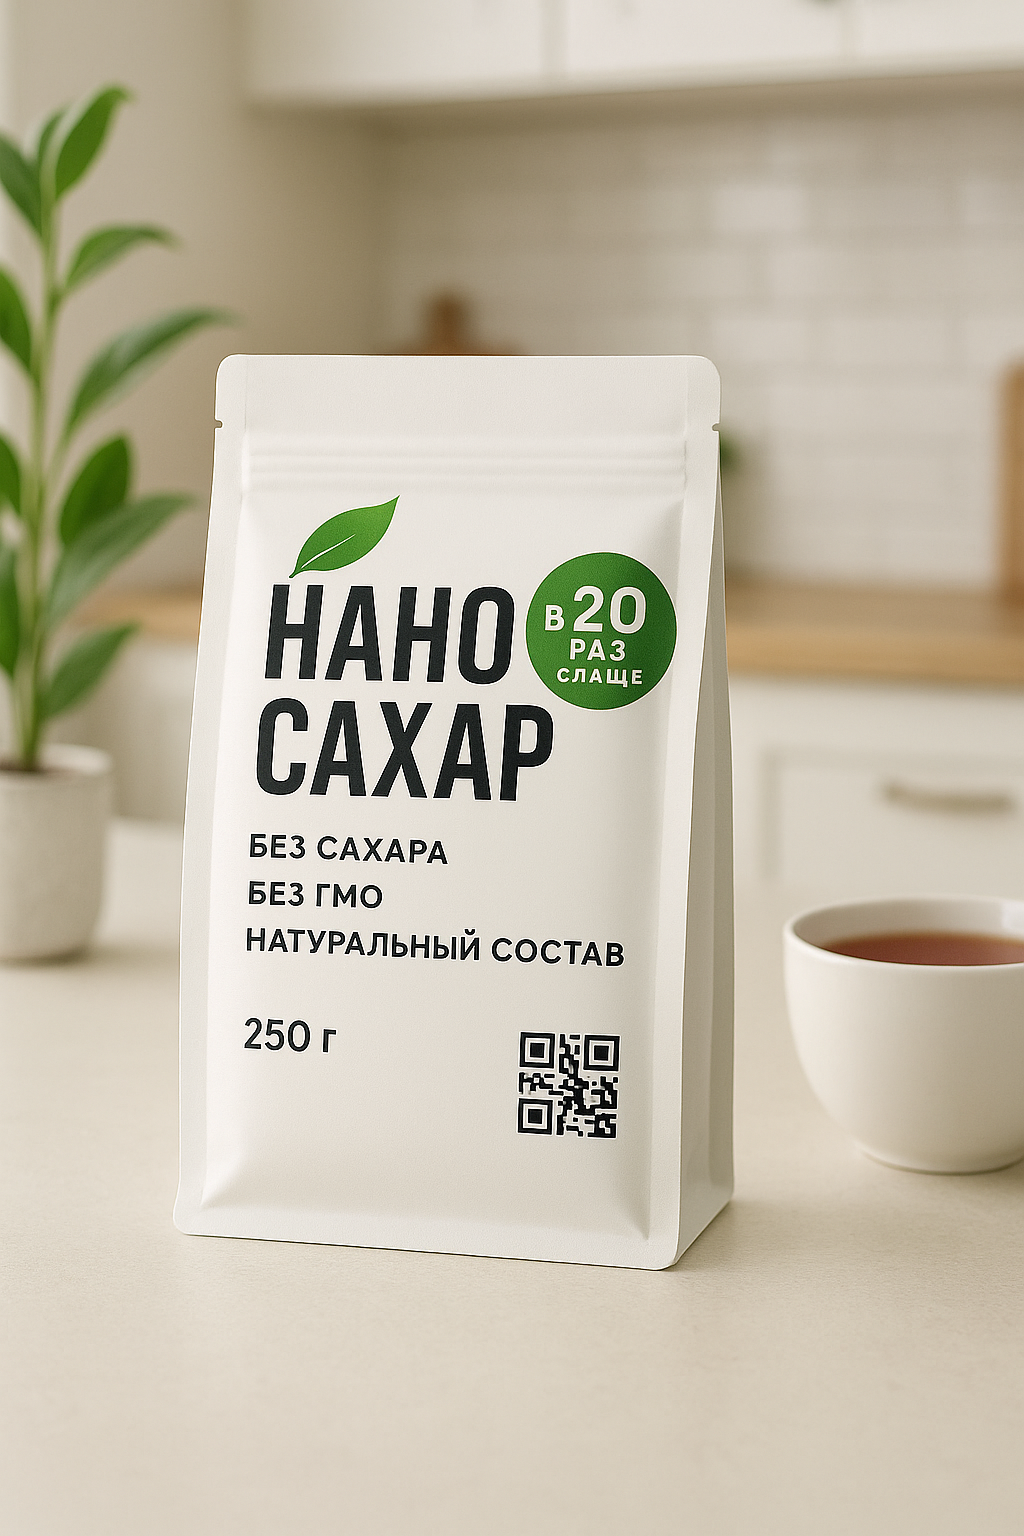 НАНО
САХАР
В 20
РАЗ
СЛАЩЕ
БЕЗ САХАРА
БЕЗ ГМО
НАТУРАЛЬНЫЙ СОСТАВ
250 г